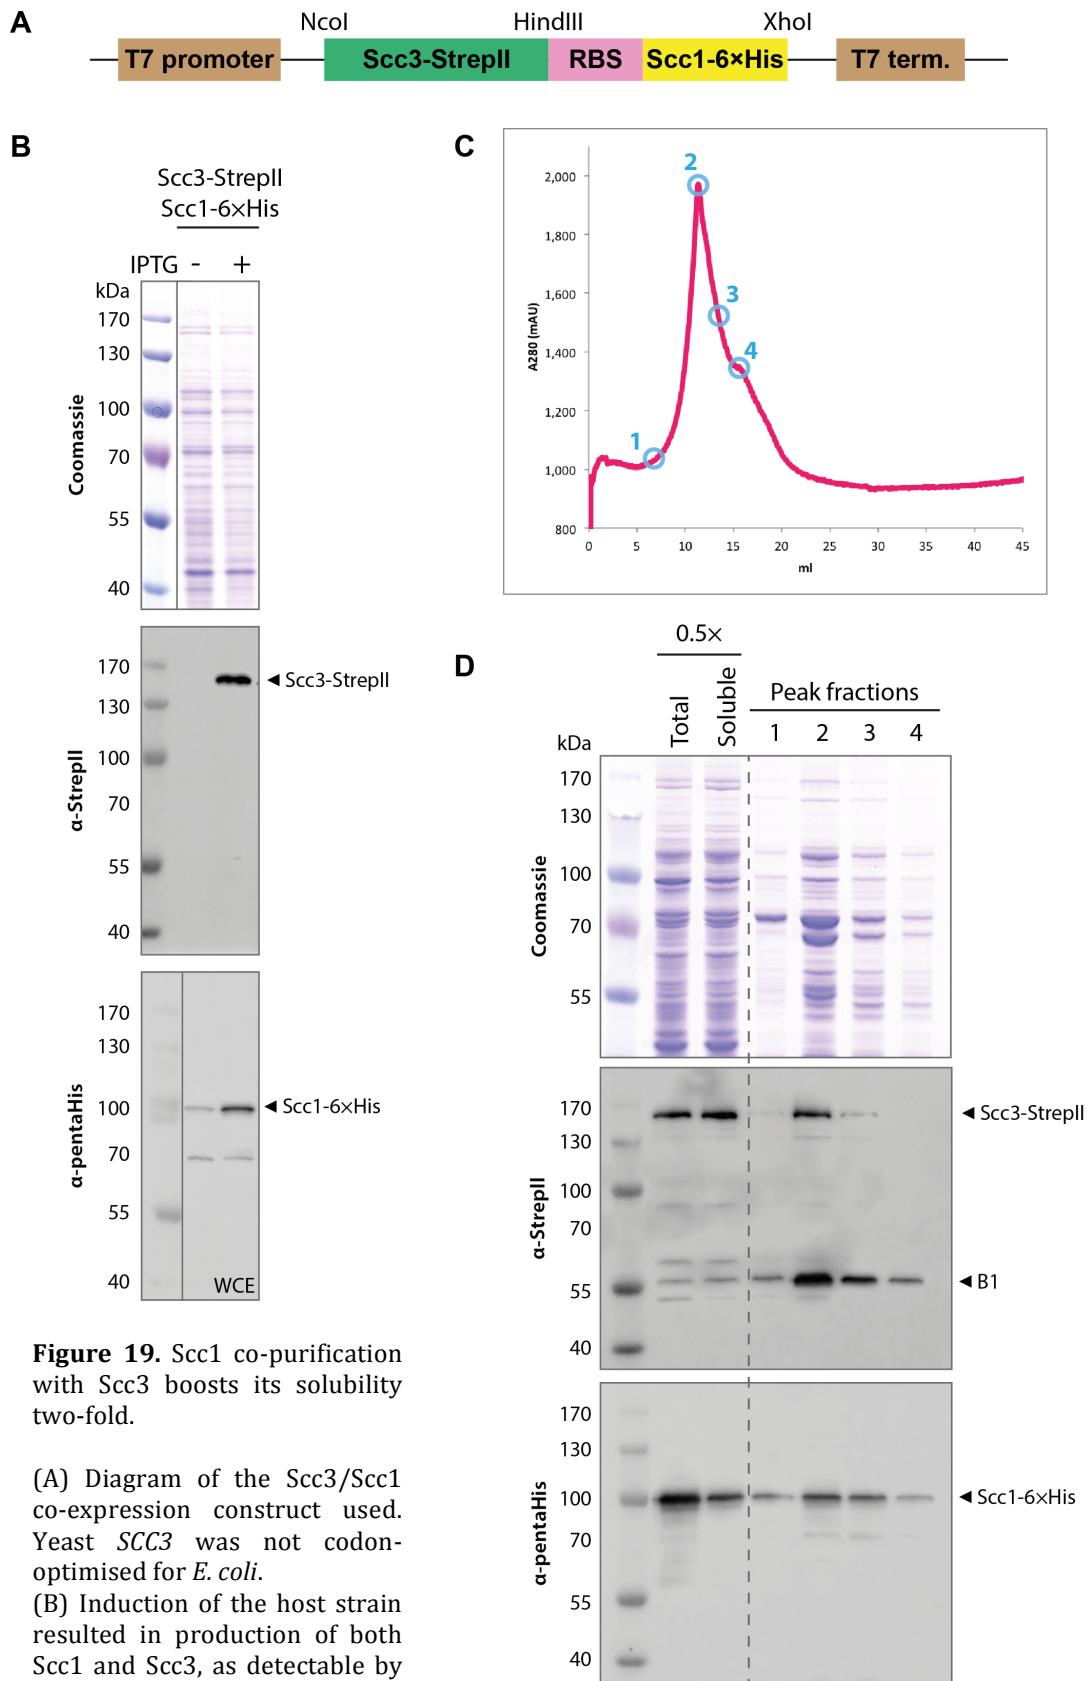 A
NcoI HindIII XhoI
T7 promoter Scc3-StrepII RBS Scc1-6×His T7 term.
B
Scc3-StrepII
Scc1-6×His
IPTG - +
kDa
170
130
100
70
55
40
Coomassie
170
130
100
70
55
40
α-StrepII
◄ Scc3-StrepII
170
130
100
70
55
40
α-pentaHis
◄ Scc1-6×His
WCE
C
2,000
1,800
1,600
1,400
1,200
1,000
800
A280 (mAU)
0 5 10 15 20 25 30 35 40 45
ml
1
2
3
4
D
0.5×
Total
Soluble
Peak fractions
1 2 3 4
kDa
170
130
100
70
55
Coomassie
170
130
100
70
55
40
α-StrepII
◄ Scc3-StrepII
◄ B1
170
130
100
70
55
40
α-pentaHis
◄ Scc1-6×His
Figure 19. Scc1 co-purification
with Scc3 boosts its solubility
two-fold.
(A) Diagram of the Scc3/Scc1
co-expression construct used.
Yeast SCC3 was not codon-
optimised for E. coli.
(B) Induction of the host strain
resulted in production of both
Scc1 and Scc3, as detectable by